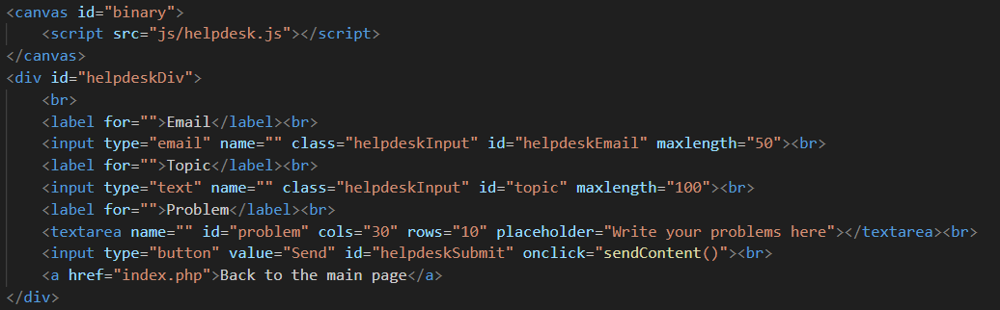 <canvas id="binary">
    <script src="js/helpdesk.js"></script>
</canvas>
<div id="helpdeskDiv">
    <br>
    <label for="">Email</label><br>
    <input type="email" name="" class="helpdeskInput" id="helpdeskEmail" maxlength="50"><br>
    <label for="">Topic</label><br>
    <input type="text" name="" class="helpdeskInput" id="topic" maxlength="100"><br>
    <label for="">Problem</label><br>
    <textarea name="" id="problem" cols="30" rows="10" placeholder="Write your problems here"></textarea><br>
    <input type="button" value="Send" id="helpdeskSubmit" onclick="sendContent()"><br>
    <a href="index.php">Back to the main page</a>
</div>